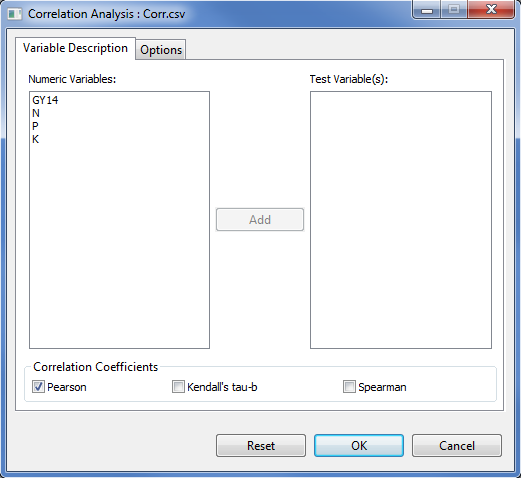 Correlation Analysis : Corr.csv
Variable Description
Options
Numeric Variables:
Test Variable(s):
GY14
N
P
K
Add
Correlation Coefficients
Pearson
Kendall's tau-b
Spearman
Reset
OK
Cancel